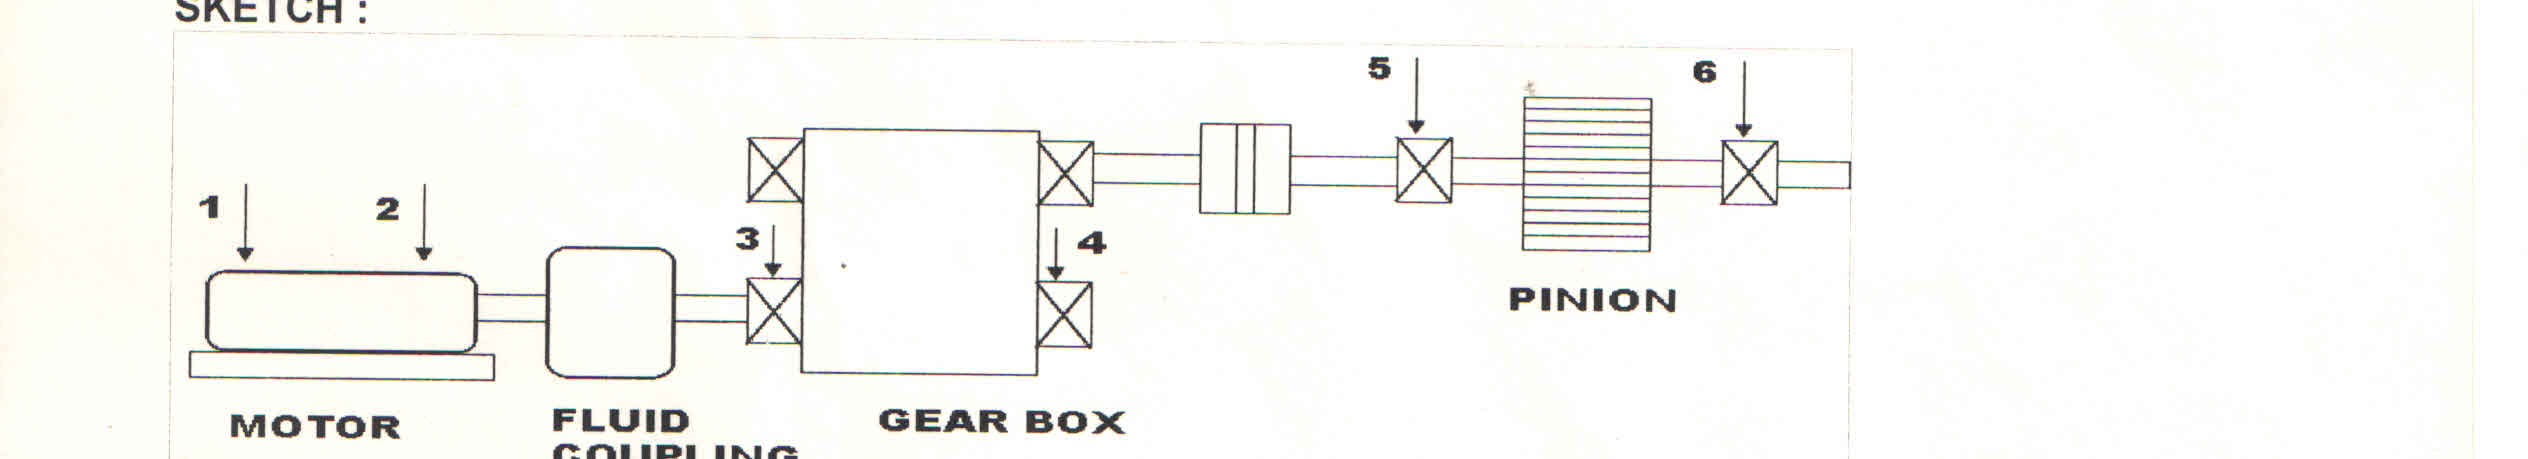 SKETCH :
5
6
1
2
3
4
PINION
MOTOR
FLUID
COUPLING
GEAR BOX